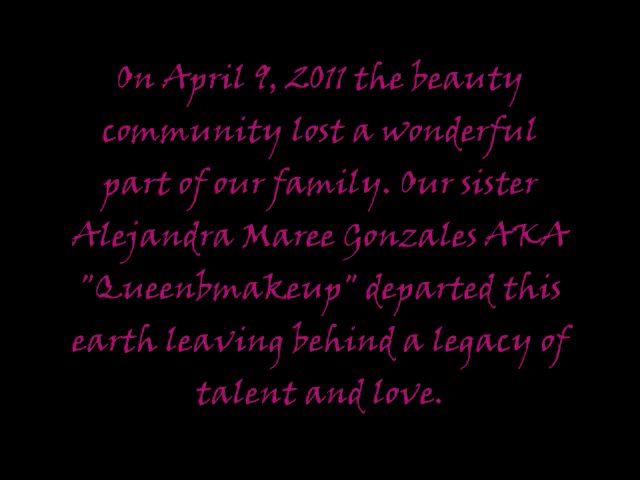 On April 9, 2011 the beauty
community lost a wonderful
part of our family. Our sister
Alejandra Maree Gonzales AKA
"Queenbmakeup" departed this
earth leaving behind a legacy of
talent and love.